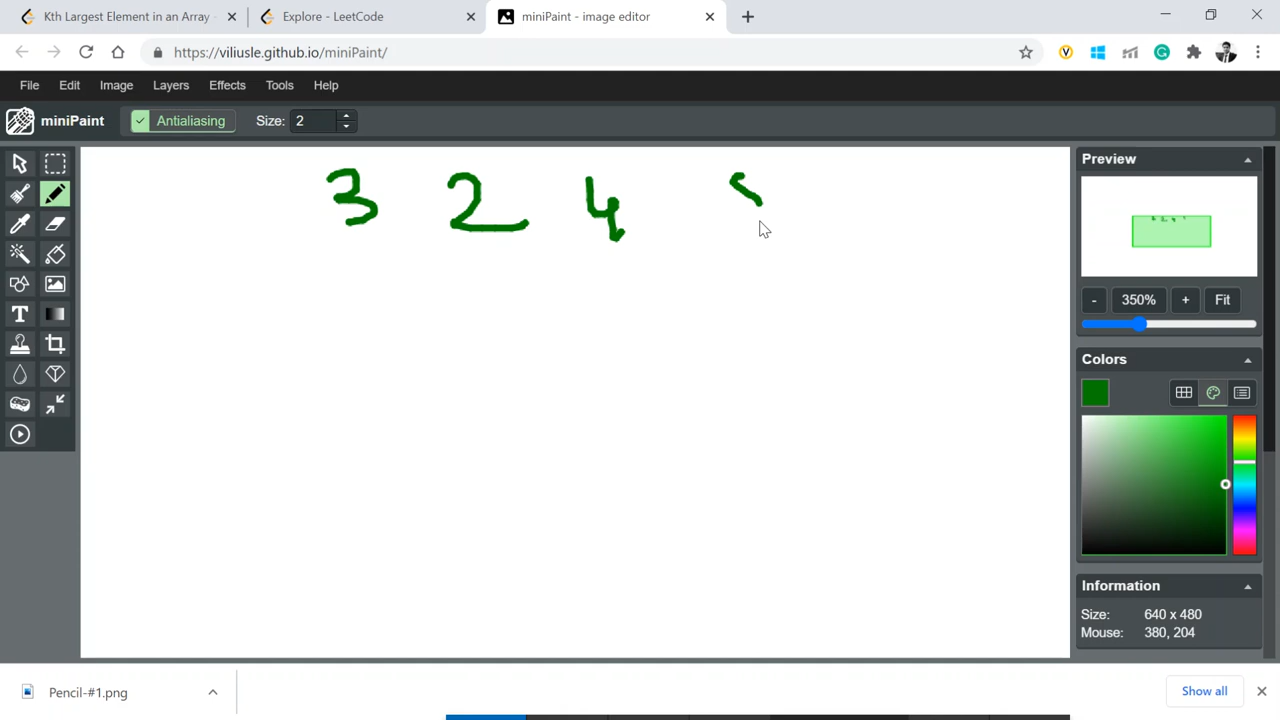 Kth Largest Element in an Array -
Explore - LeetCode
miniPaint - image editor
https://viliusle.github.io/miniPaint/
File Edit Image Layers Effects Tools Help
miniPaint Antialiasing Size: 2
3 2 4
Preview
- 350% + Fit
Colors
Information
Size: 640 x 480
Mouse: 380, 204
Pencil-#1.png
Show all